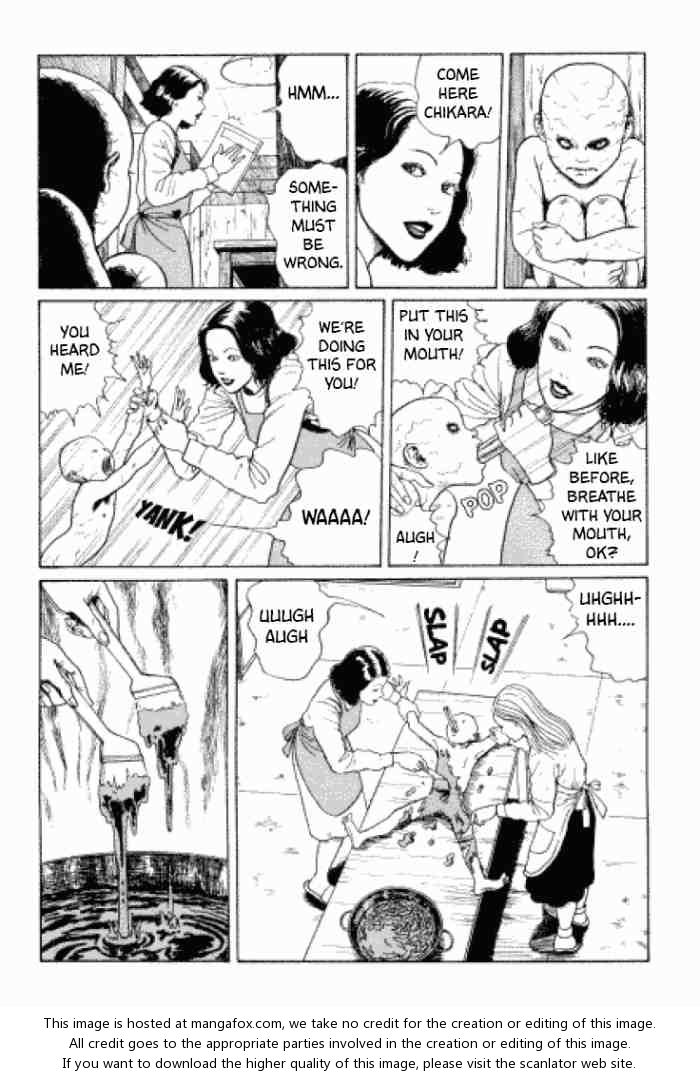 HMM...
SOME-
THING
MUST
BE
WRONG.
COME
HERE
CHIKARA!
YOU
HEARD
ME!
WE'RE
DOING
THIS FOR
YOU!
YANK!
WAAAA!
PUT THIS
IN YOUR
MOUTH!
POP
AUGH
!
LIKE
BEFORE,
BREATHE
WITH YOUR
MOUTH,
OK?
UUUGH
AUGH
SLAP
SLAP
UHGHH-
HHH....
This image is hosted at mangafox.com, we take no credit for the creation or editing of this image.
All credit goes to the appropriate parties involved in the creation or editing of this image.
If you want to download the higher quality of this image, please visit the scanlator web site.